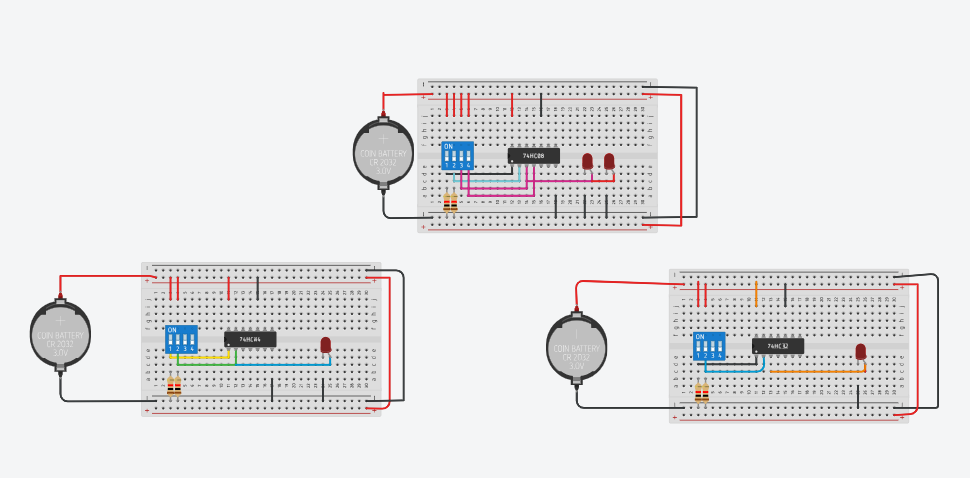 COIN BATTERY
CR 2032
3.0V
ON
1 2 3 4
74HC08
COIN BATTERY
CR 2032
3.0V
ON
1 2 3 4
74HC04
COIN BATTERY
CR 2032
3.0V
ON
1 2 3 4
74HC32